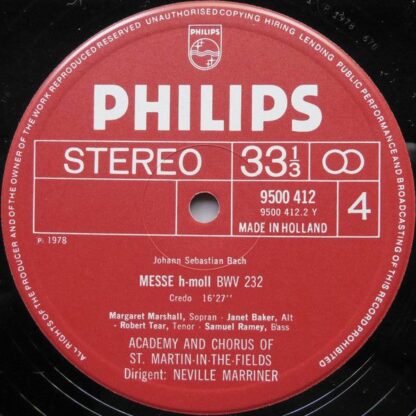 ALL RIGHTS OF THE PRODUCER AND OF THE OWNER OF THE WORK REPRODUCED RESERVED UNAUTHORISED COPYING HIRING LENDING PUBLIC PERFORMANCE AND BROADCASTING OF THIS RECORD PROHIBITED
PHILIPS
PHILIPS
STEREO 33⅓
9500 412
9500 412.2 Y
MADE IN HOLLAND
4
P 1978
Johann Sebastian Bach
MESSE h-moll BWV 232
Credo 16'27''
Margaret Marshall, Sopran - Janet Baker, Alt
Robert Tear, Tenor - Samuel Ramey, Bass
ACADEMY AND CHORUS OF
ST. MARTIN-IN-THE-FIELDS
Dirigent: NEVILLE MARRINER